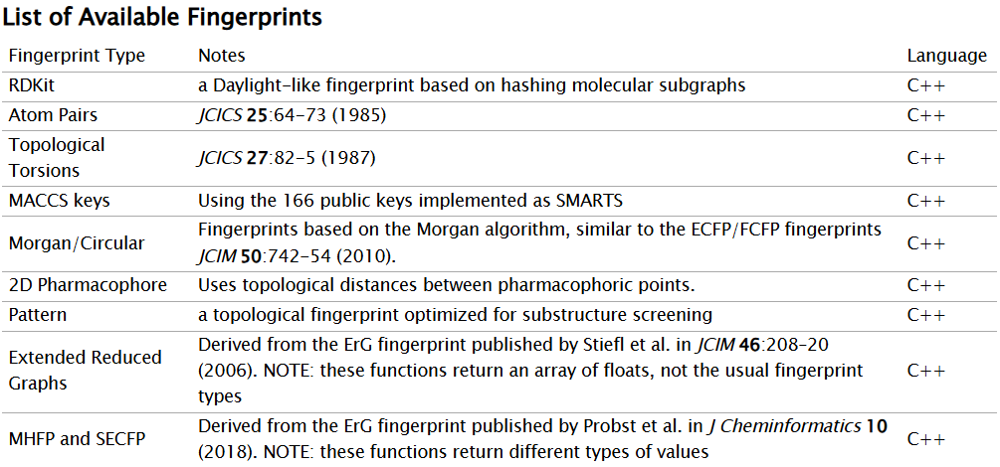 List of Available Fingerprints
Fingerprint Type Notes Language
RDKit a Daylight-like fingerprint based on hashing molecular subgraphs C++
Atom Pairs JCICS 25:64-73 (1985) C++
Topological
Torsions JCICS 27:82-5 (1987) C++
MACCS keys Using the 166 public keys implemented as SMARTS C++
Morgan/Circular Fingerprints based on the Morgan algorithm, similar to the ECFP/FCFP fingerprints
JCIM 50:742-54 (2010). C++
2D Pharmacophore Uses topological distances between pharmacophoric points. C++
Pattern a topological fingerprint optimized for substructure screening C++
Extended Reduced
Graphs Derived from the ErG fingerprint published by Stiefl et al. in JCIM 46:208–20
(2006). NOTE: these functions return an array of floats, not the usual fingerprint
types C++
MHFP and SECFP Derived from the ErG fingerprint published by Probst et al. in J Cheminformatics 10
(2018). NOTE: these functions return different types of values C++